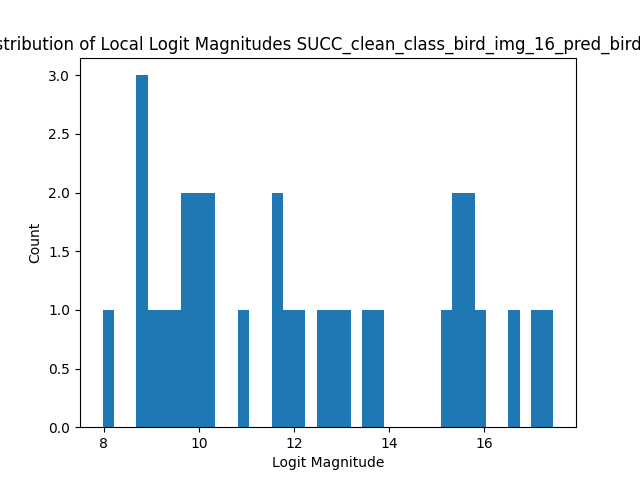 stribution of Local Logit Magnitudes SUCC_clean_class_bird_img_16_pred_bird
3.0
2.5
2.0
1.5
1.0
0.5
0.0
Count
8 10 12 14 16
Logit Magnitude